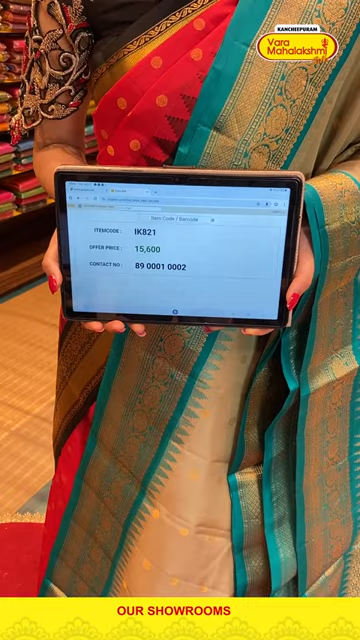 KANCHEEPURAM
Vara
Mahalakshmi
Item Code / Barcode
ITEMCODE : IK821
OFFER PRICE : 15,600
CONTACT NO : 89 0001 0002
OUR SHOWROOMS